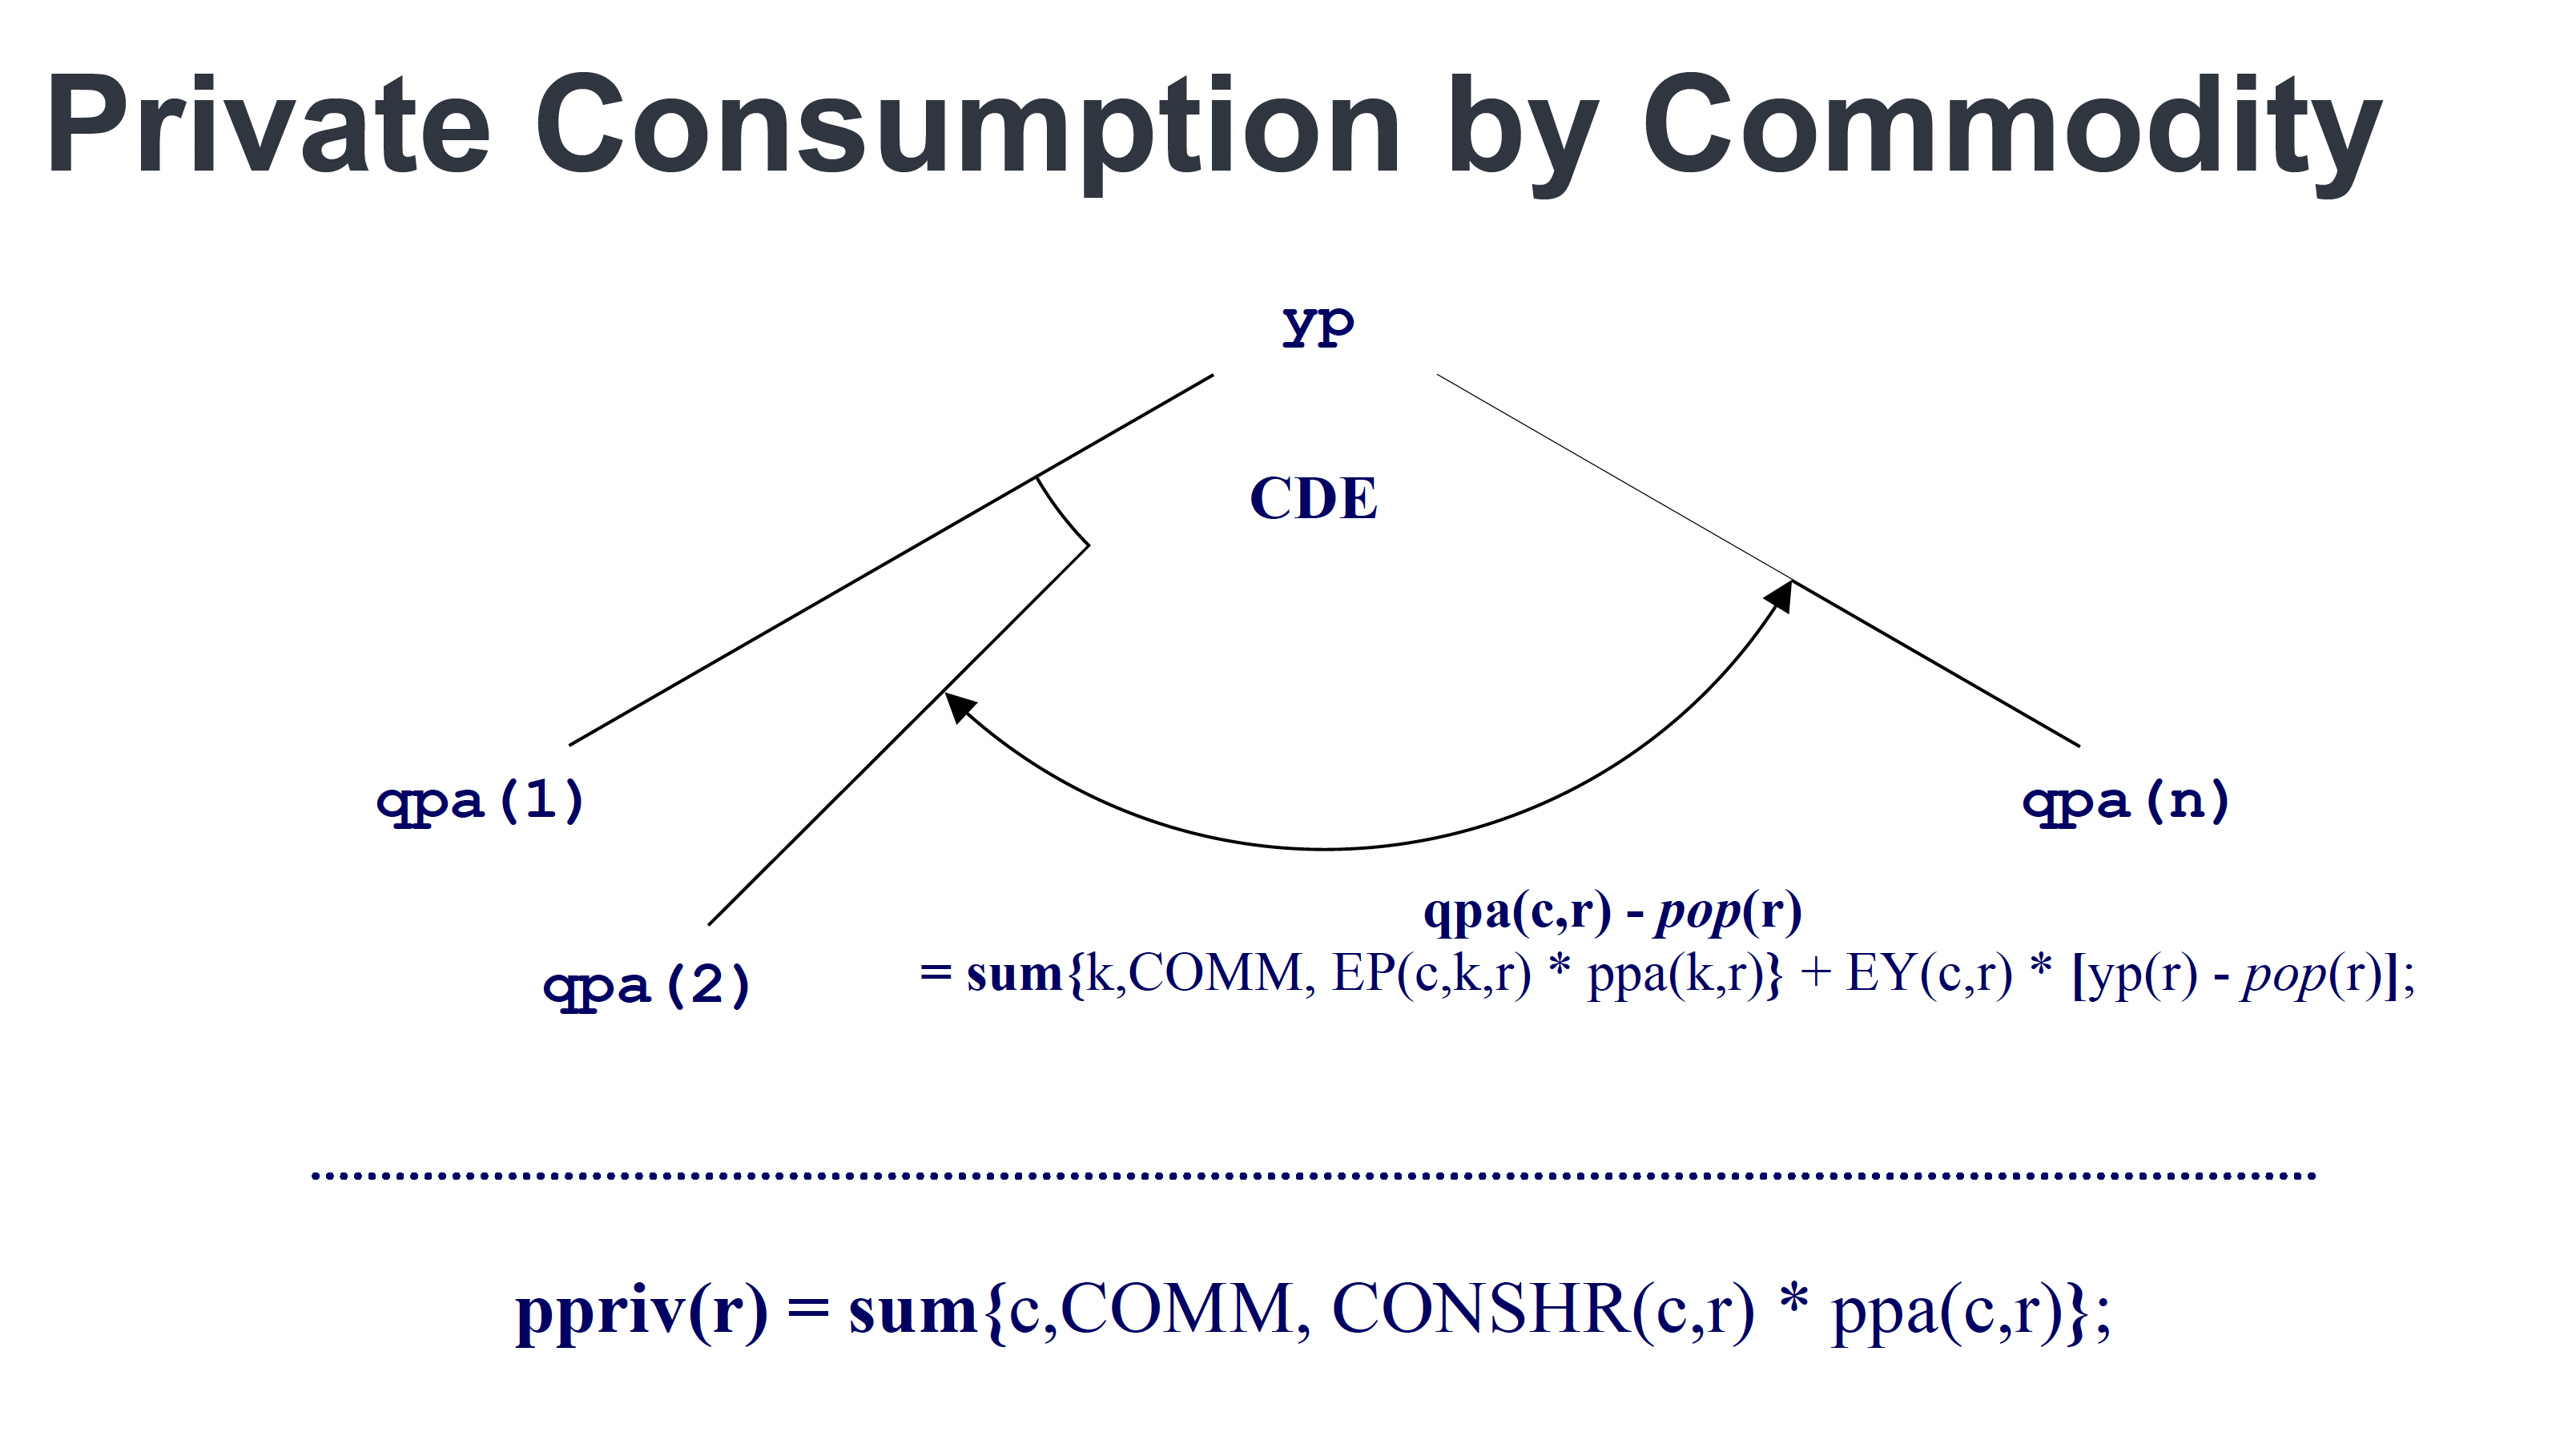 Private Consumption by Commodity
yp
CDE
qpa(1)
qpa(n)
qpa(2)
qpa(c,r) - pop(r)
= sum{k,COMM, EP(c,k,r) * ppa(k,r)} + EY(c,r) * [yp(r) - pop(r)];
ppriv(r) = sum{c,COMM, CONSHR(c,r) * ppa(c,r)};